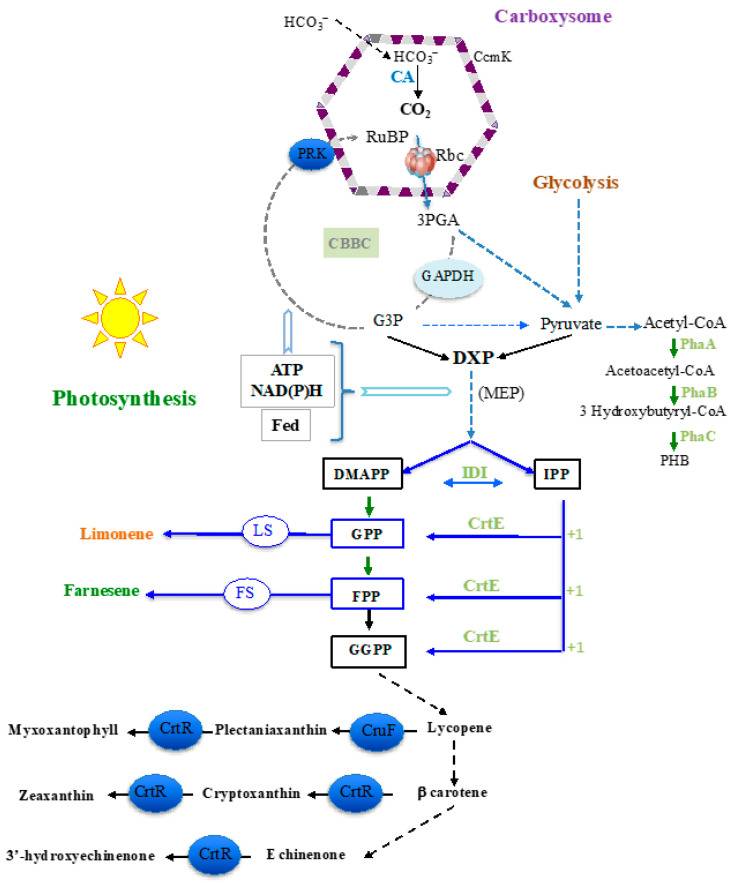 Carboxysome
HCO₃⁻
HCO₃⁻
CcmK
CA
CO₂
PRK
RuBP
Rbc
Glycolysis
3PGA
CBBC
GAPDH
G3P
Pyruvate
Acetyl-CoA
PhaA
DXP
ATP
NAD(P)H
Acetoacetyl-CoA
Photosynthesis
(MEP)
PhaB
3 Hydroxybutyryl-CoA
Fed
PhaC
PHB
DMAPP
IDI
IPP
Limonene
LS
GPP
CrtE
+1
Farnesene
FS
FPP
CrtE
+1
GGPP
CrtE
+1
Myxoxantophyll
CrtR
Plectaniaxanthin
CruF
Lycopene
Zeaxanthin
CrtR
Cryptoxanthin
CrtR
β carotene
3'-hydroxyechinenone
CrtR
Echinenone